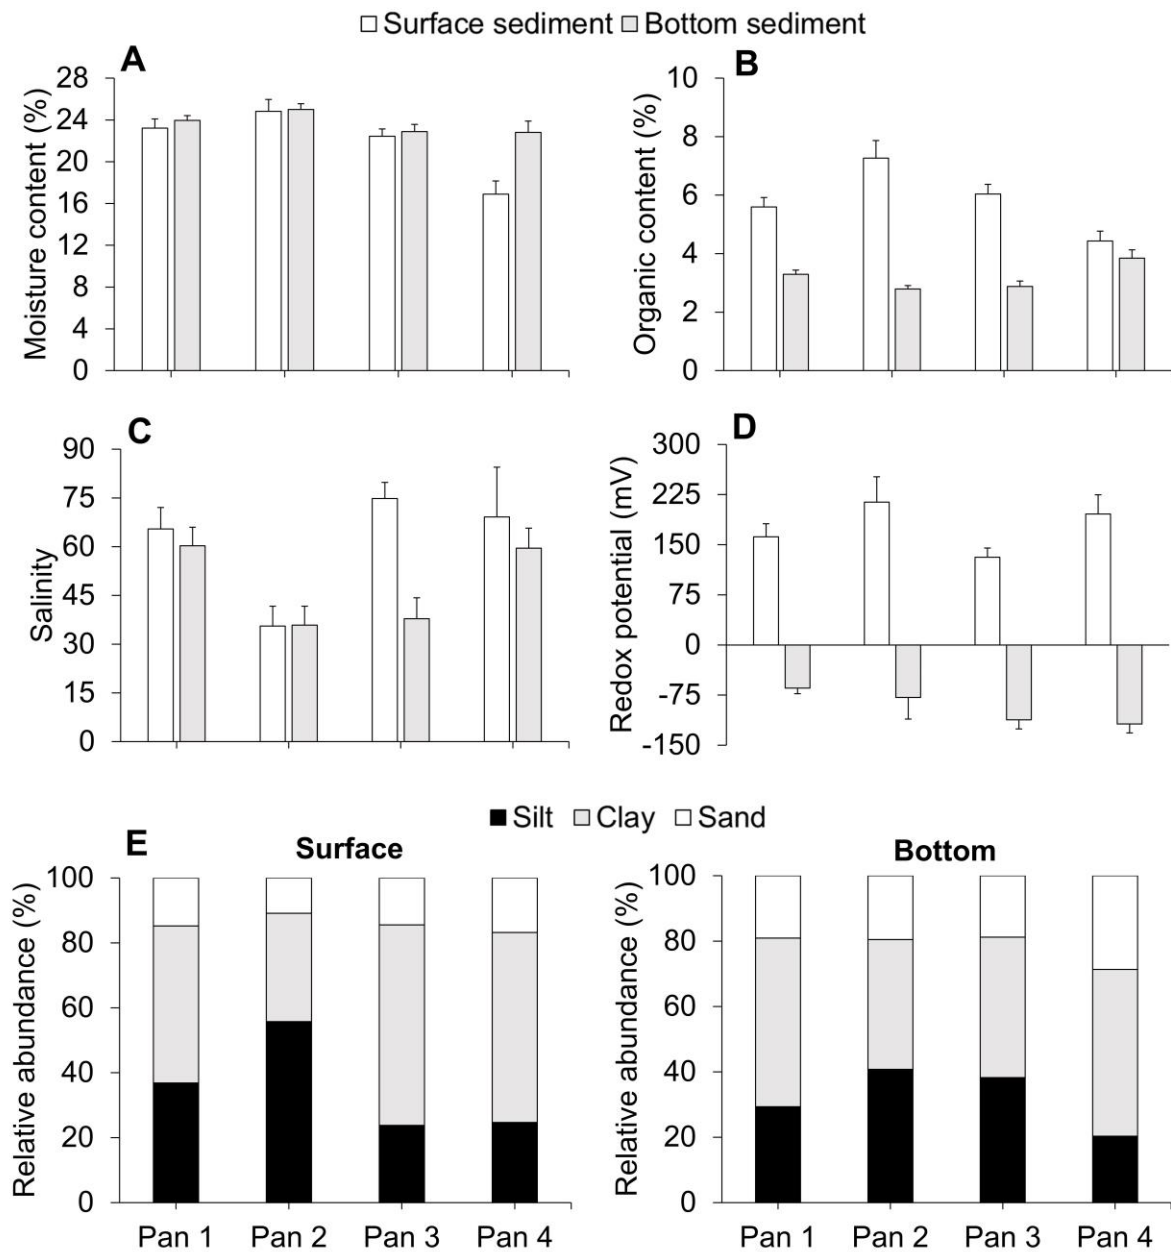 Surface sediment Bottom sediment
A
28
24
20
16
12
8
4
0
Moisture content (%)
B
10
8
6
4
2
0
Organic content (%)
C
90
75
60
45
30
15
0
Salinity
D
300
225
150
75
0
-75
-150
Redox potential (mV)
Silt Clay Sand
E
Surface
100
80
60
40
20
0
Relative abundance (%)
Pan 1 Pan 2 Pan 3 Pan 4
Bottom
100
80
60
40
20
0
Relative abundance (%)
Pan 1 Pan 2 Pan 3 Pan 4